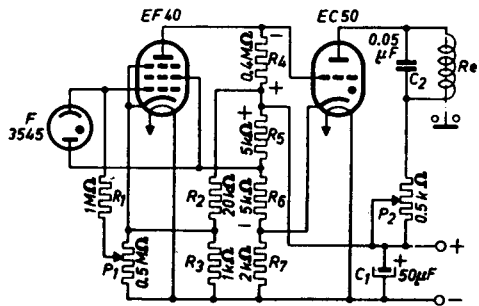 EF40
EC50
−
R4
0,4MΩ
+
0.05
μF
C2
Re
F
3545
+
R5
5kΩ
1MΩ
R1
R2
20kΩ
R6
5kΩ
−
P2
0.5kΩ
P1
0.5MΩ
R3
1kΩ
R7
2kΩ
+
C1
50μF
+
−